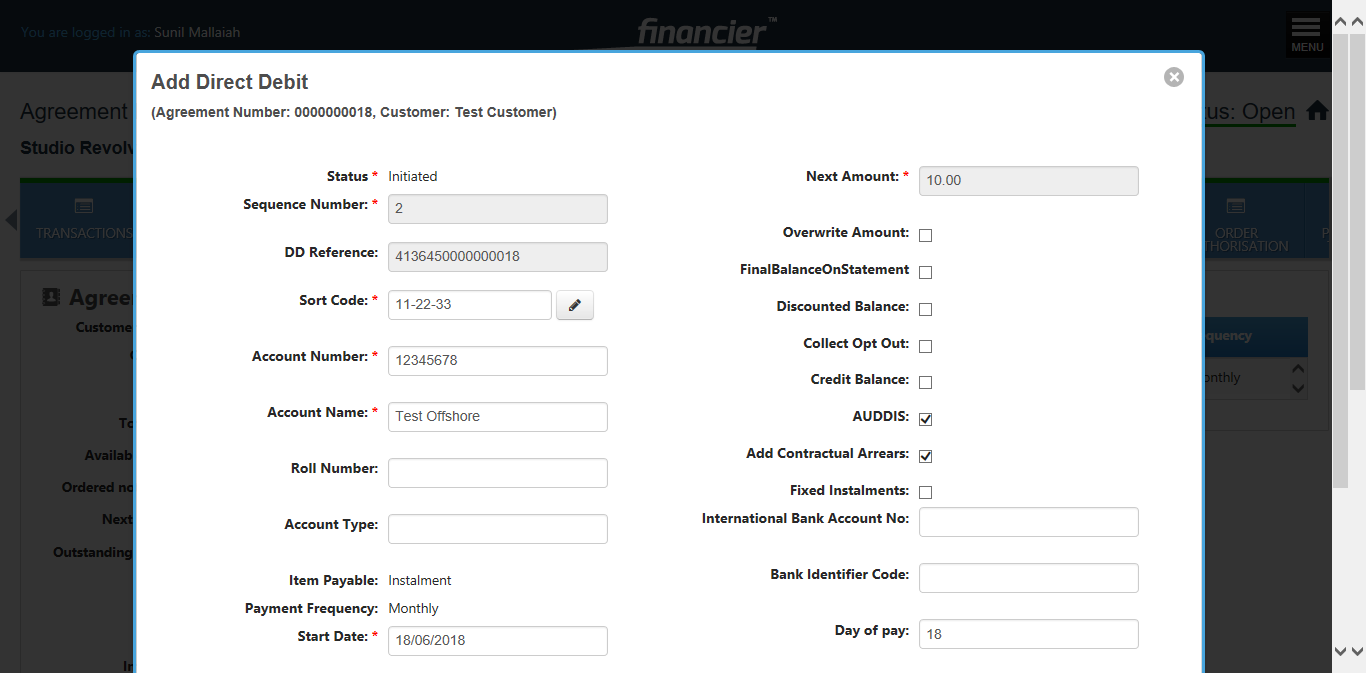 You are logged in as: Sunil Mallaiah
financier™
MENU
Add Direct Debit
(Agreement Number: 0000000018, Customer: Test Customer)
Agreement
tus: Open
Studio Revolv
TRANSACTIONS
ORDER
THORISATION
P
Agree
Custome
To
Availab
Ordered no
Next
Outstanding
In
quency
onthly
Status * Initiated
Sequence Number: * 2
DD Reference: 4136450000000018
Sort Code: * 11-22-33
Account Number: * 12345678
Account Name: * Test Offshore
Roll Number:
Account Type:
Item Payable: Instalment
Payment Frequency: Monthly
Start Date: * 18/06/2018
Next Amount: * 10.00
Overwrite Amount:
FinalBalanceOnStatement
Discounted Balance:
Collect Opt Out:
Credit Balance:
AUDDIS:
Add Contractual Arrears:
Fixed Instalments:
International Bank Account No:
Bank Identifier Code:
Day of pay: 18